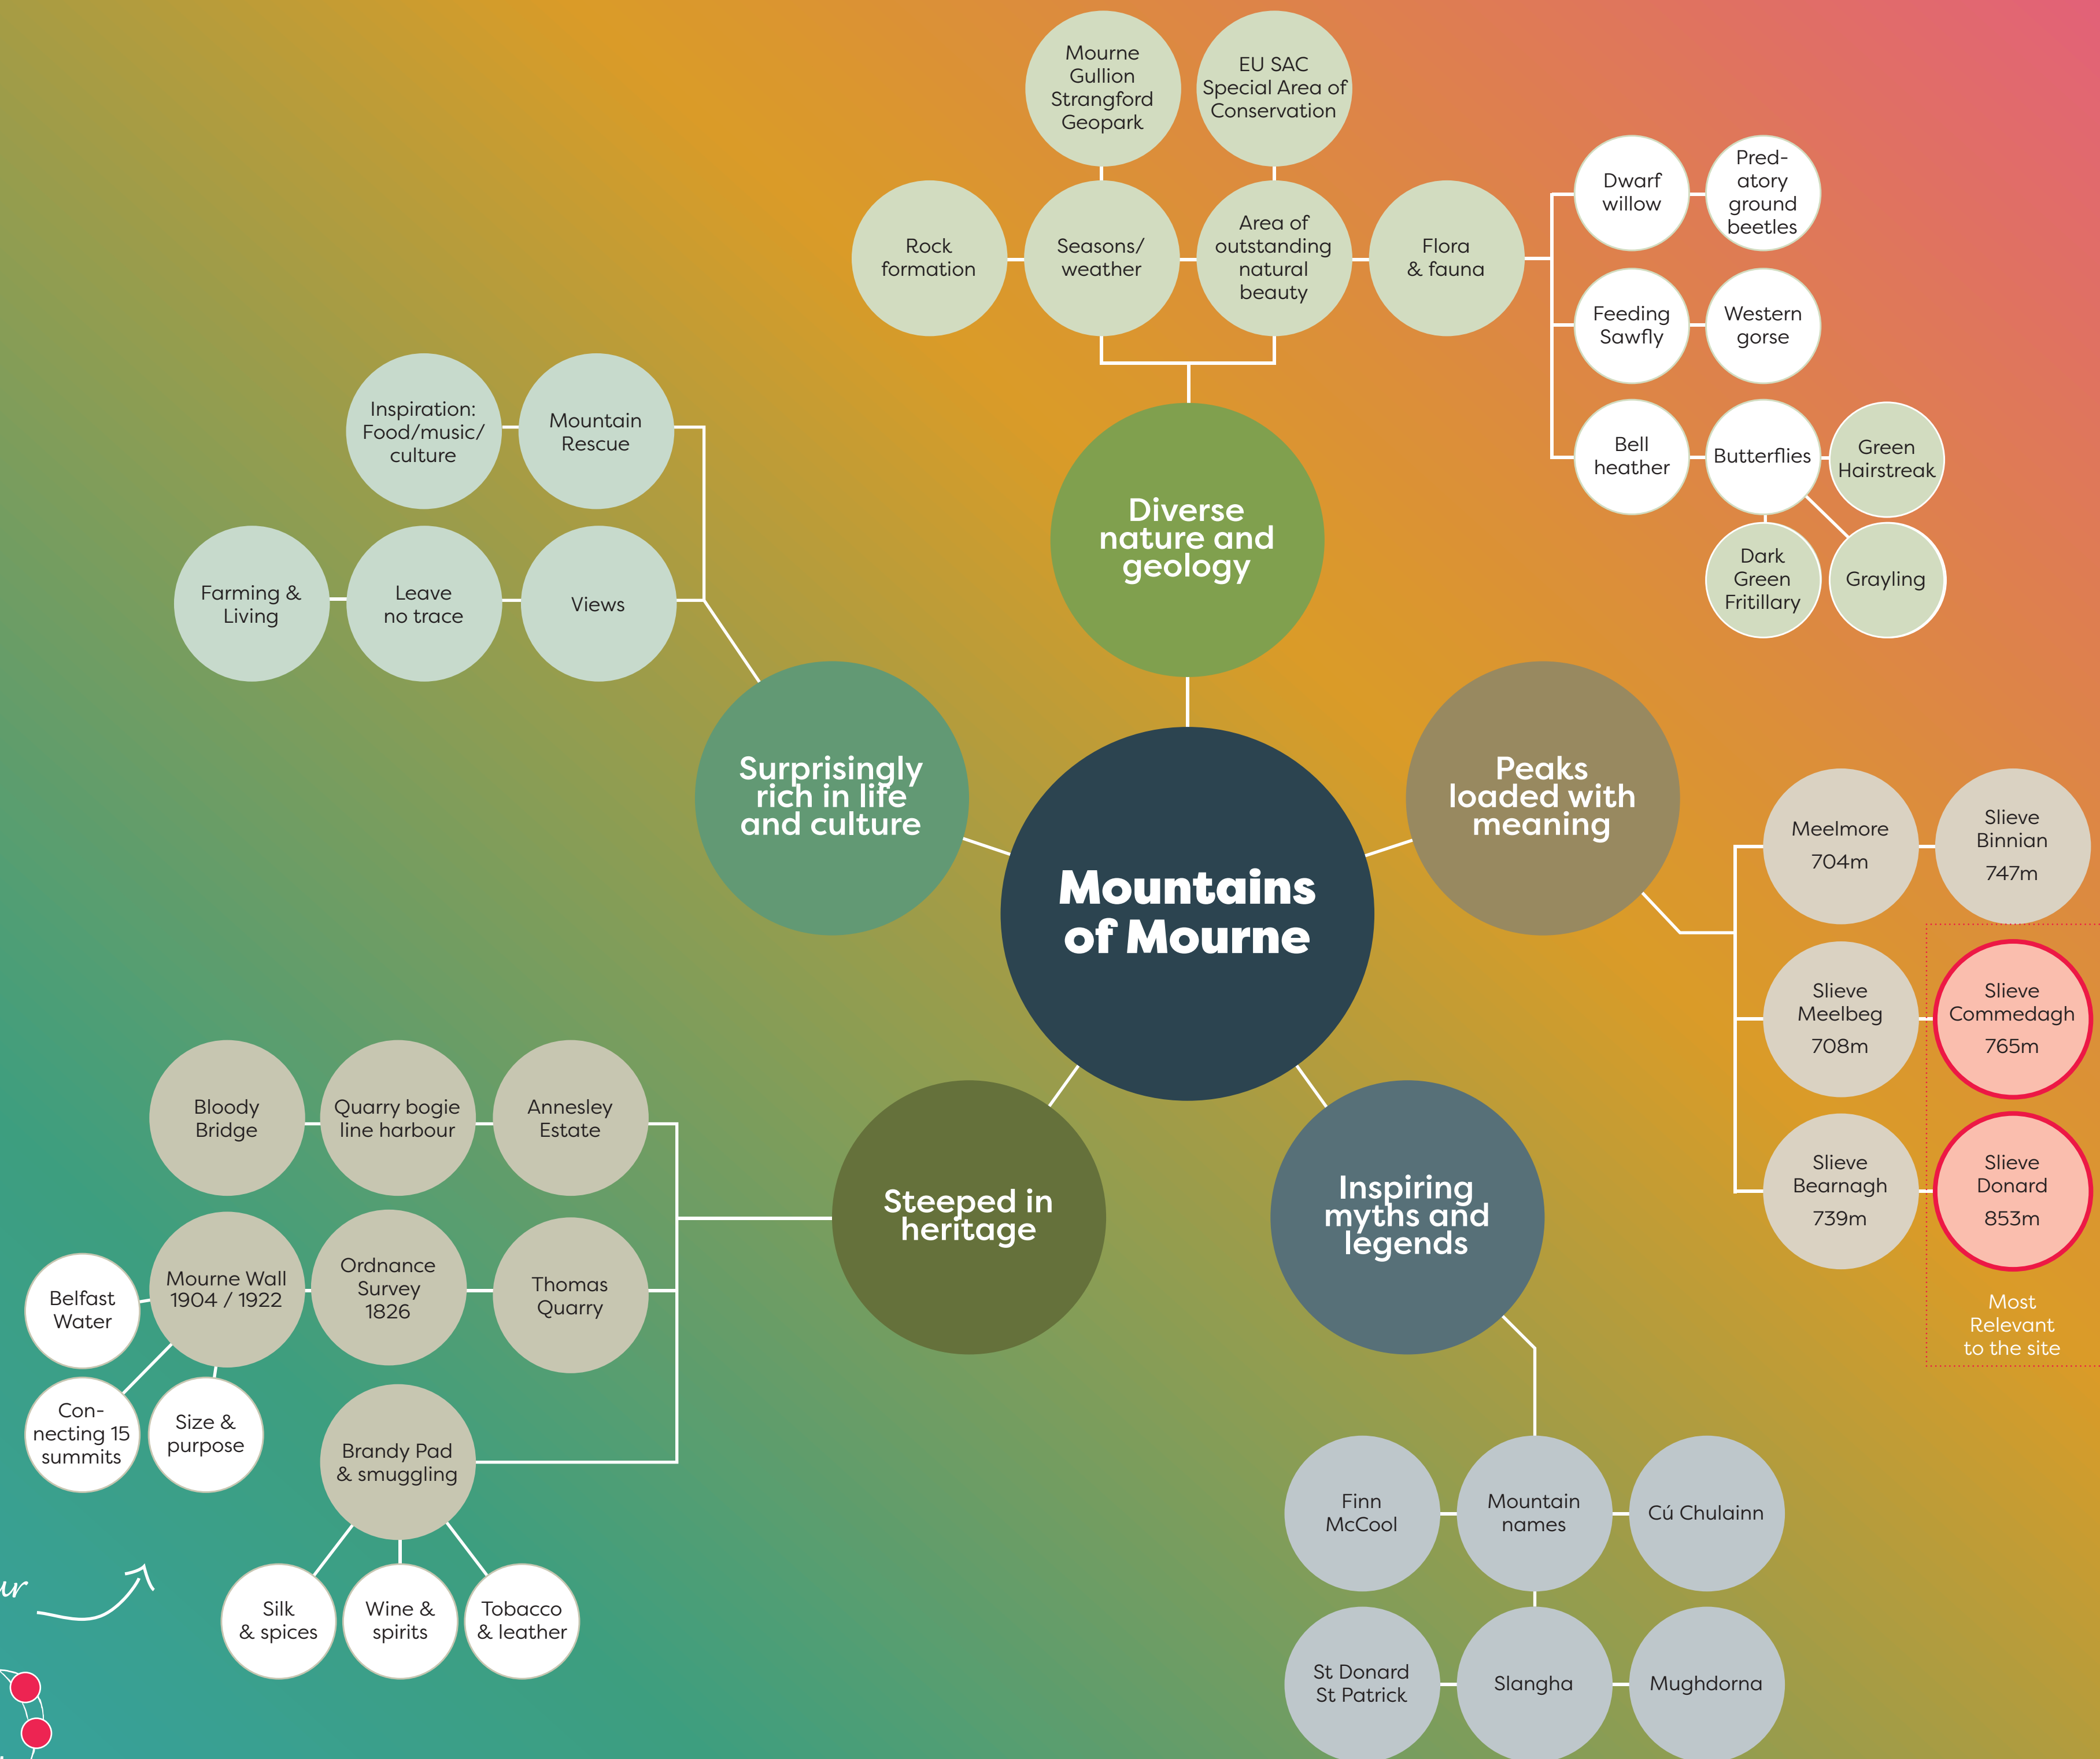 Mourne
Gullion
Strangford
Geopark
EU SAC
Special Area of
Conservation
Rock
formation
Seasons/
weather
Area of
outstanding
natural
beauty
Flora
& fauna
Dwarf
willow
Pred-
atory
ground
beetles
Feeding
Sawfly
Western
gorse
Bell
heather
Butterflies
Green
Hairstreak
Dark
Green
Fritillary
Grayling
Inspiration:
Food/music/
culture
Mountain
Rescue
Farming &
Living
Leave
no trace
Views
Diverse
nature and
geology
Surprisingly
rich in life
and culture
Peaks
loaded with
meaning
Mountains
of Mourne
Meelmore
704m
Slieve
Binnian
747m
Slieve
Meelbeg
708m
Slieve
Commedagh
765m
Slieve
Bearnagh
739m
Slieve
Donard
853m
Most
Relevant
to the site
Steeped in
heritage
Inspiring
myths and
legends
Bloody
Bridge
Quarry bogie
line harbour
Annesley
Estate
Belfast
Water
Mourne Wall
1904 / 1922
Ordnance
Survey
1826
Thomas
Quarry
Con-
necting 15
summits
Size &
purpose
Brandy Pad
& smuggling
Silk
& spices
Wine &
spirits
Tobacco
& leather
Finn
McCool
Mountain
names
Cú Chulainn
St Donard
St Patrick
Slangha
Mughdorna